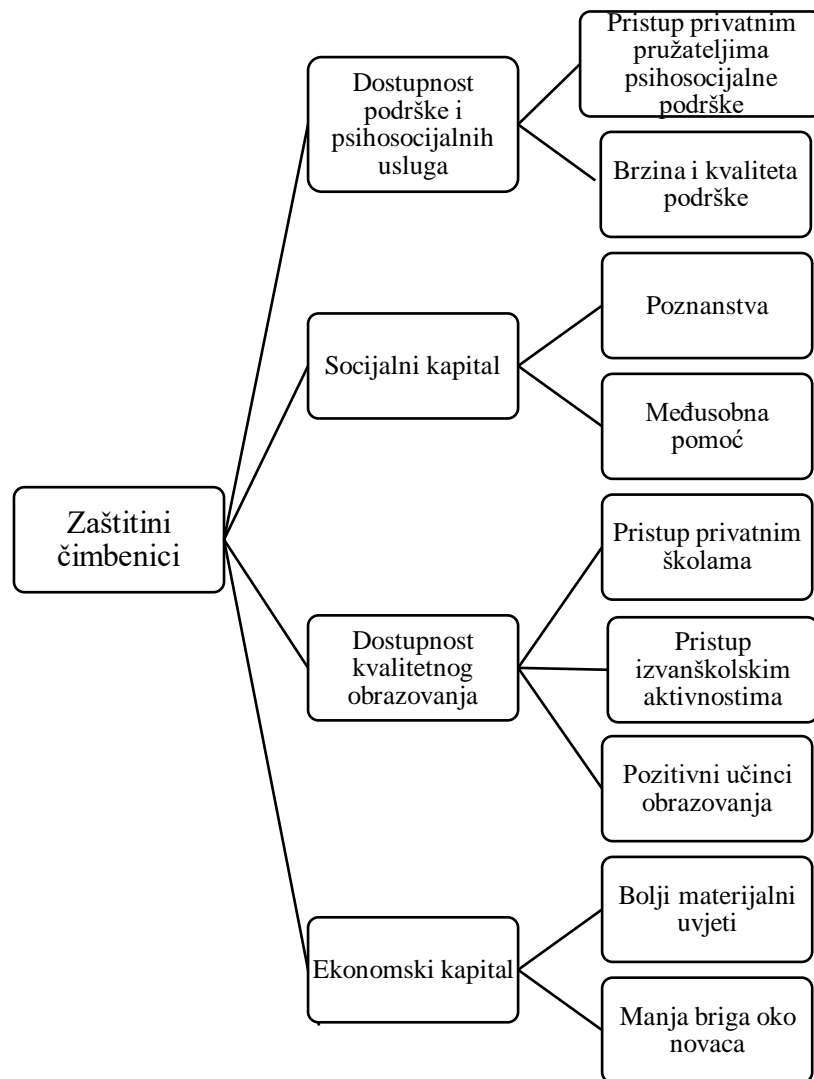 Pristup privatnim
pružateljima
psihosocijalne
podrške
Dostupnost
podrške i
psihosocijalnih
usluga
Brzina i kvaliteta
podrške
Poznanstva
Socijalni kapital
Međusobna
pomoć
Zaštitini
čimbenici
Pristup privatnim
školama
Dostupnost
kvalitetnog
obrazovanja
Pristup
izvanškolskim
aktivnostima
Pozitivni učinci
obrazovanja
Bolji materijalni
uvjeti
Ekonomski kapital
Manja briga oko
novaca